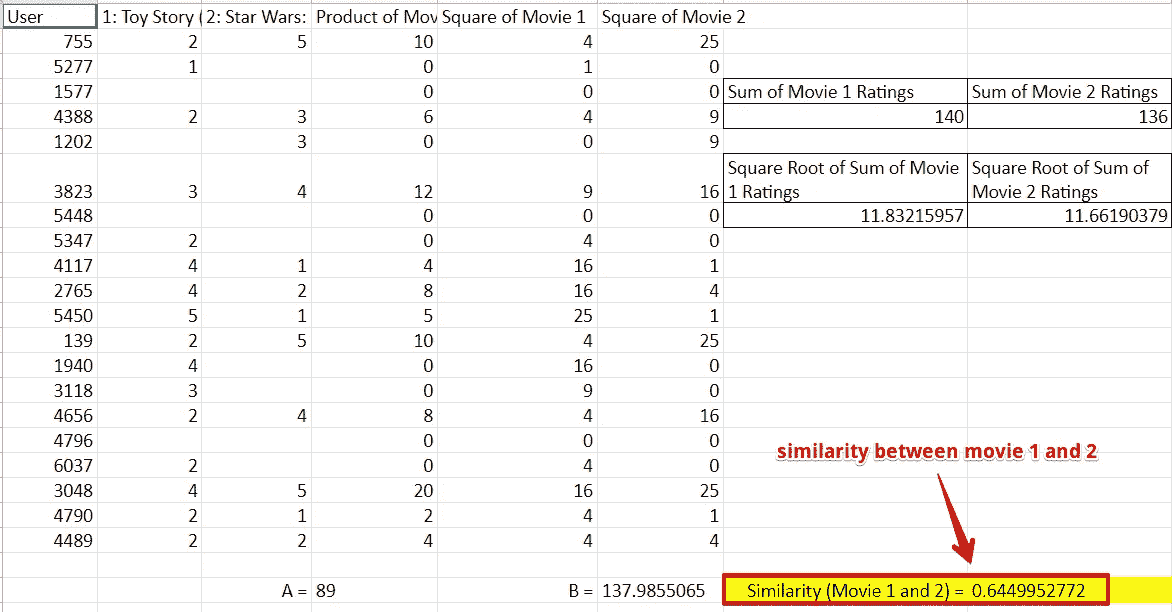 User 1: Toy Story ( 2: Star Wars: Product of Mov Square of Movie 1 Square of Movie 2
755 2 5 10 4 25
5277 1 0 1 0
1577 0 0 0 Sum of Movie 1 Ratings Sum of Movie 2 Ratings
4388 2 3 6 4 9 140 136
1202 3 0 0 9
Square Root of Sum of Movie Square Root of Sum of
3823 3 4 12 9 16 1 Ratings Movie 2 Ratings
5448 0 0 0 11.83215957 11.66190379
5347 2 0 4 0
4117 4 1 4 16 1
2765 4 2 8 16 4
5450 5 1 5 25 1
139 2 5 10 4 25
1940 4 0 16 0
3118 3 0 9 0
4656 2 4 8 4 16
4796 0 0 0
6037 2 0 4 0
similarity between movie 1 and 2
3048 4 5 20 16 25
4790 2 1 2 4 1
4489 2 2 4 4 4
A = 89 B = 137.9855065 Similarity (Movie 1 and 2) = 0.6449952772